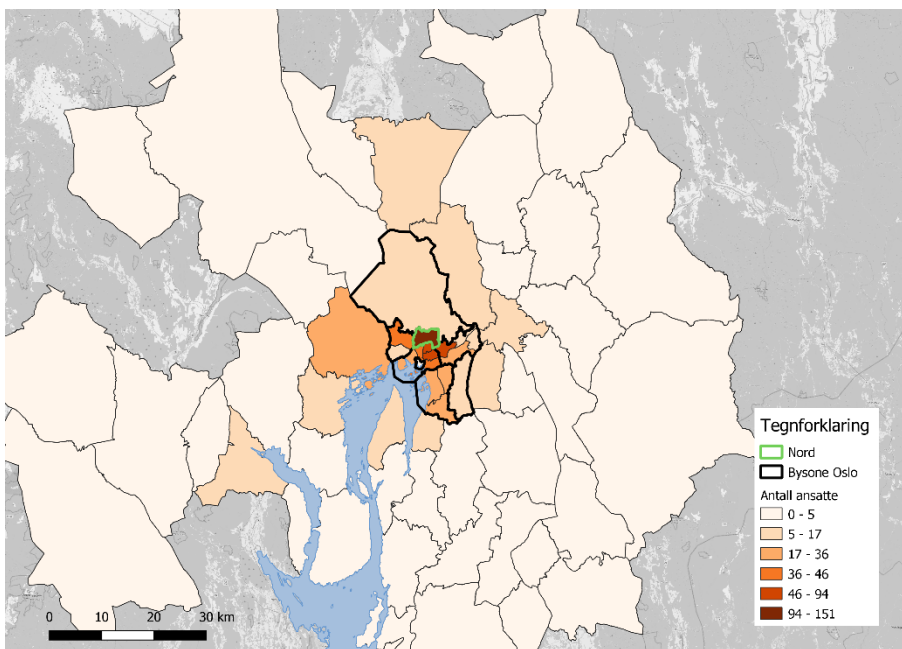 Tegnforklaring
Nord
Bysone Oslo
Antall ansatte
0 - 5
5 - 17
17 - 36
36 - 46
46 - 94
94 - 151
0 10 20 30 km